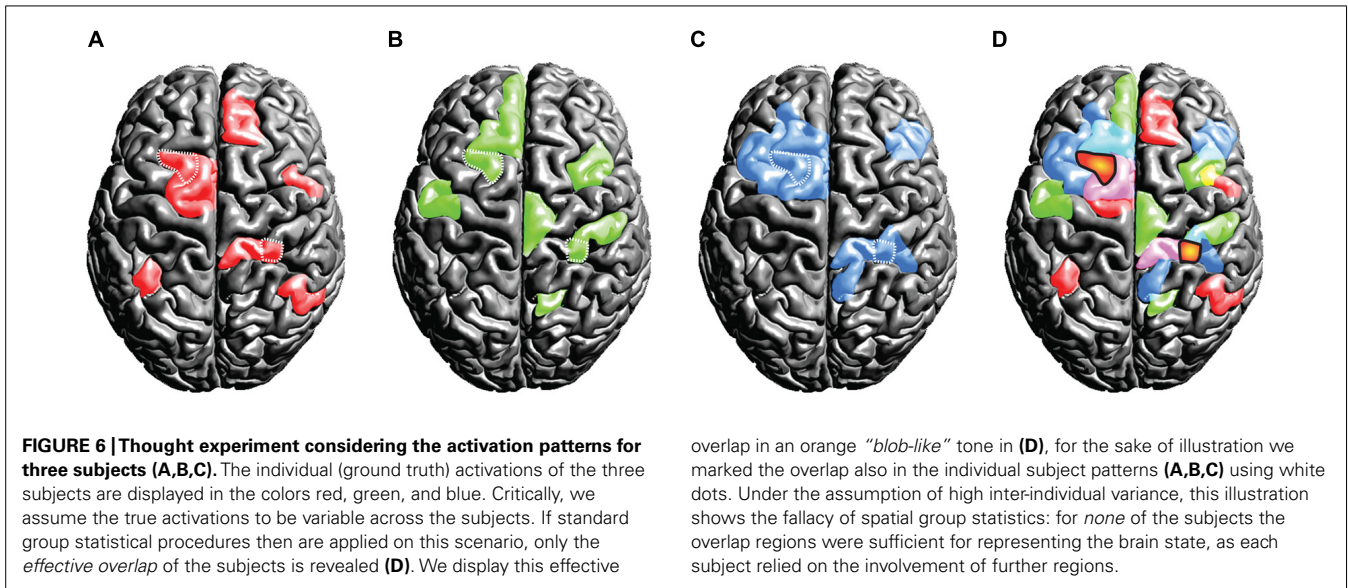 A
B
C
D
FIGURE 6 | Thought experiment considering the activation patterns for
three subjects (A,B,C). The individual (ground truth) activations of the three
subjects are displayed in the colors red, green, and blue. Critically, we
assume the true activations to be variable across the subjects. If standard
group statistical procedures then are applied on this scenario, only the
effective overlap of the subjects is revealed (D). We display this effective
overlap in an orange "blob-like" tone in (D), for the sake of illustration we
marked the overlap also in the individual subject patterns (A,B,C) using white
dots. Under the assumption of high inter-individual variance, this illustration
shows the fallacy of spatial group statistics: for none of the subjects the
overlap regions were sufficient for representing the brain state, as each
subject relied on the involvement of further regions.